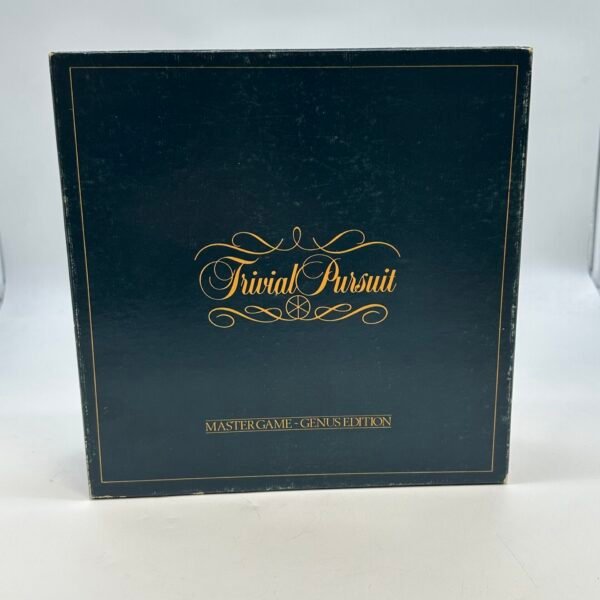 Trivial Pursuit
MASTER GAME - GENUS EDITION